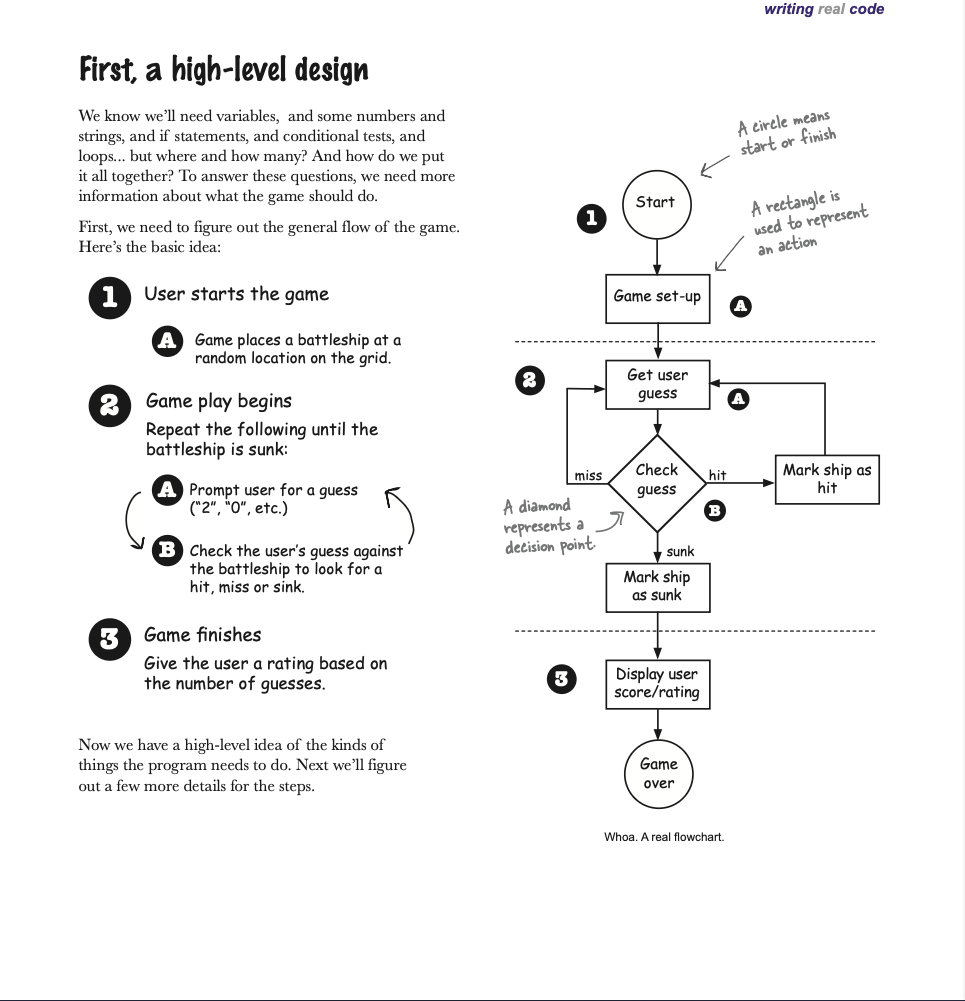 writing real code
First, a high-level design
We know we'll need variables, and some numbers and
strings, and if statements, and conditional tests, and
loops... but where and how many? And how do we put
it all together? To answer these questions, we need more
information about what the game should do.
First, we need to figure out the general flow of the game.
Here's the basic idea:
1 User starts the game
A Game places a battleship at a
random location on the grid.
2 Game play begins
Repeat the following until the
battleship is sunk:
A Prompt user for a guess
("2", "0", etc.)
B Check the user's guess against
the battleship to look for a
hit, miss or sink.
3 Game finishes
Give the user a rating based on
the number of guesses.
Now we have a high-level idea of the kinds of
things the program needs to do. Next we'll figure
out a few more details for the steps.
A circle means
start or finish
1
Start
A rectangle is
used to represent
an action
Game set-up
A
2
Get user
guess
A
miss
Check
guess
hit
Mark ship as
hit
B
A diamond
represents a
decision point.
sunk
Mark ship
as sunk
3
Display user
score/rating
Game
over
Whoa. A real flowchart.